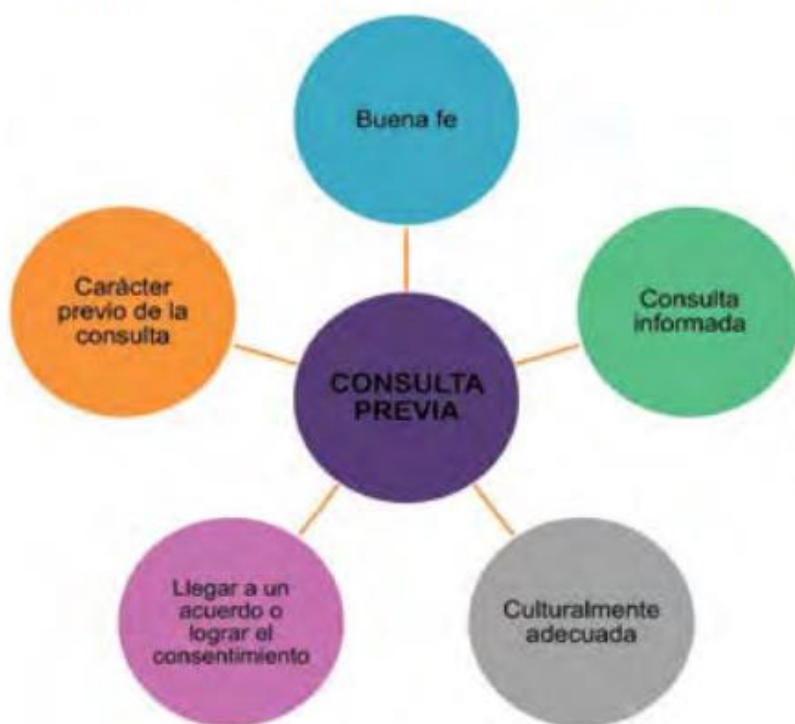 Buena fe
Carácter
previo de la
consulta
Consulta
informada
CONSULTA
PREVIA
Llegar a un
acuerdo o
lograr el
consentimiento
Culturalmente
adecuada